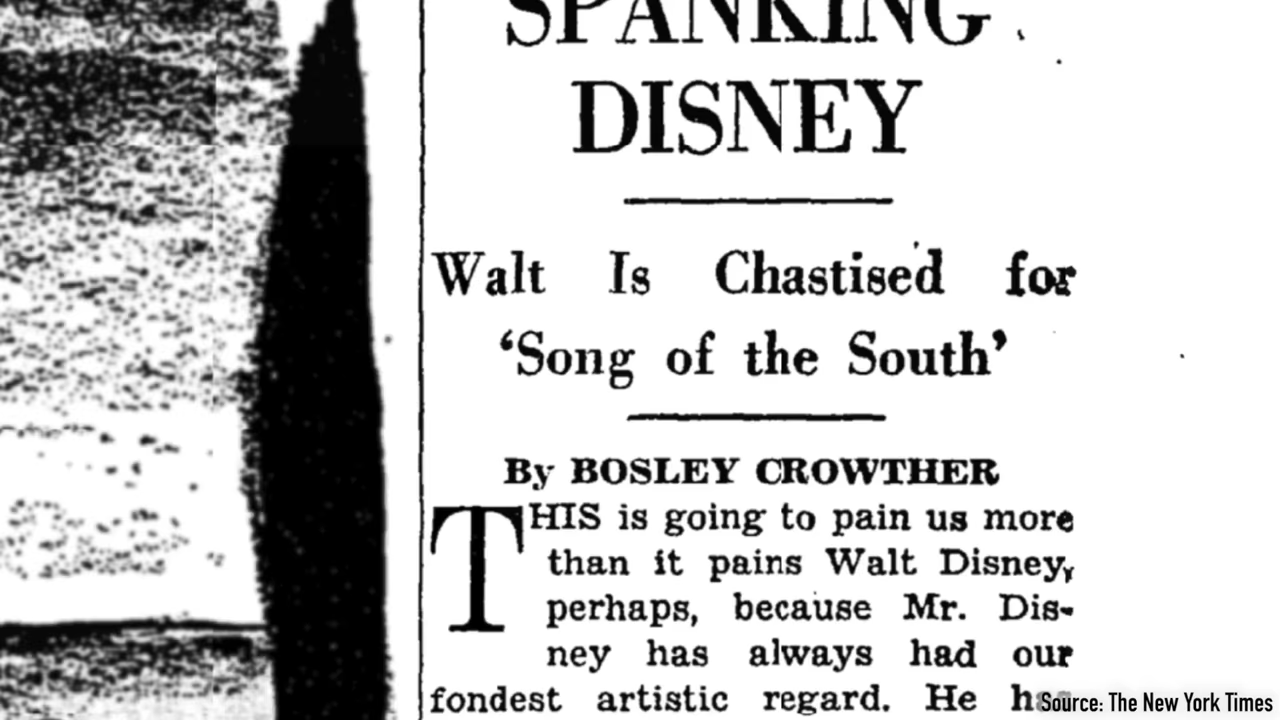 SPANKING
DISNEY
Walt Is Chastised for
‘Song of the South’
By BOSLEY CROWTHER
THIS is going to pain us more
than it pains Walt Disney,
perhaps, because Mr. Dis-
ney has always had our
fondest artistic regard. He
Source: The New York Times